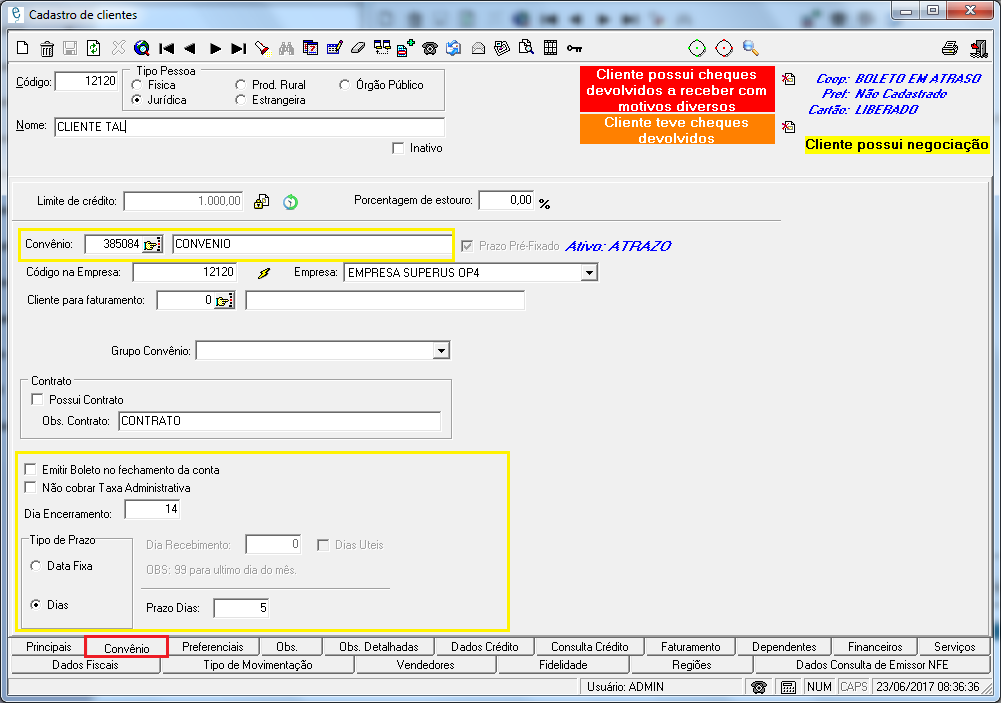 Cadastro de clientes
Código: 12120
Tipo Pessoa
Física
Prod. Rural
Órgão Público
Jurídica
Estrangeira
Nome: CLIENTE TAL
Inativo
Cliente possui cheques
devolvidos a receber com
motivos diversos
Cliente teve cheques
devolvidos
Coop: BOLETO EM ATRASO
Pref: Não Cadastrado
Cartão: LIBERADO
Cliente possui negociação
Limite de crédito: 1.000,00
Porcentagem de estouro: 0,00 %
Convênio: 385084 CONVENIO
Prazo Pré-Fixado Ativo: ATRAZO
Código na Empresa: 12120
Empresa: EMPRESA SUPERUS OP4
Cliente para faturamento: 0
Grupo Convênio:
Contrato
Possui Contrato
Obs. Contrato: CONTRATO
Emitir Boleto no fechamento da conta
Não cobrar Taxa Administrativa
Dia Encerramento: 14
Tipo de Prazo
Data Fixa
Dias
Dia Recebimento: 0
Dias Uteis
OBS: 99 para ultimo dia do mês.
Prazo Dias: 5
Principais Convênio Preferenciais Obs. Obs. Detalhadas Dados Crédito Consulta Crédito Faturamento Dependentes Financeiros Serviços
Dados Fiscais Tipo de Movimentação Vendedores Fidelidade Regiões Dados Consulta de Emissor NFE
Usuário: ADMIN NUM CAPS 23/06/2017 08:36:36